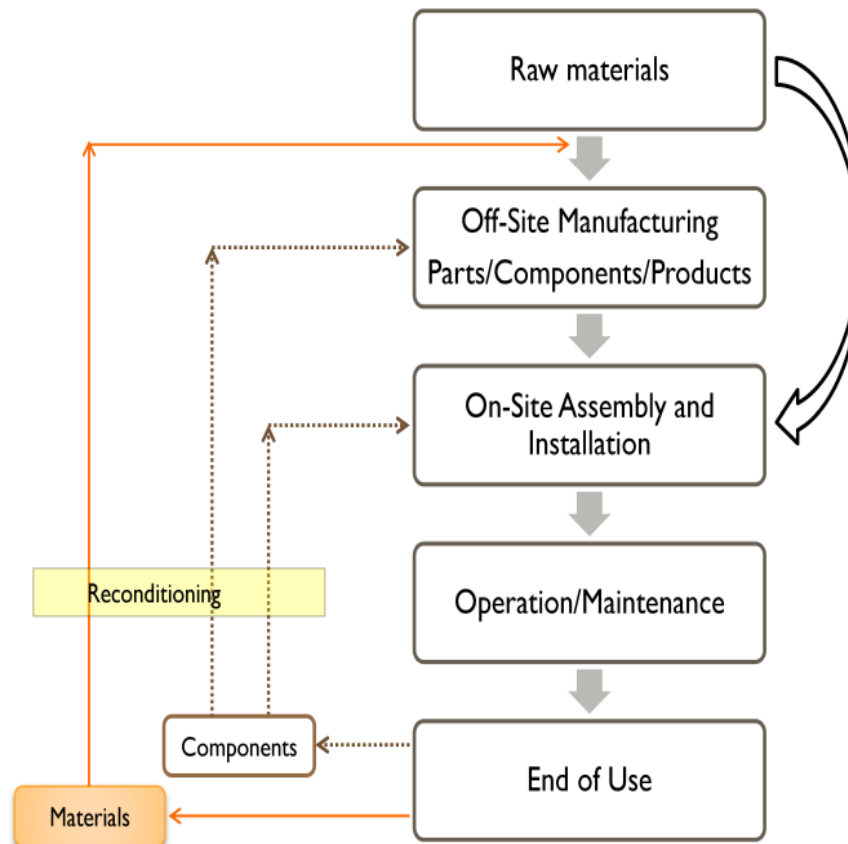 Raw materials
Off-Site Manufacturing
Parts/Components/Products
On-Site Assembly and
Installation
Reconditioning
Operation/Maintenance
Components
End of Use
Materials